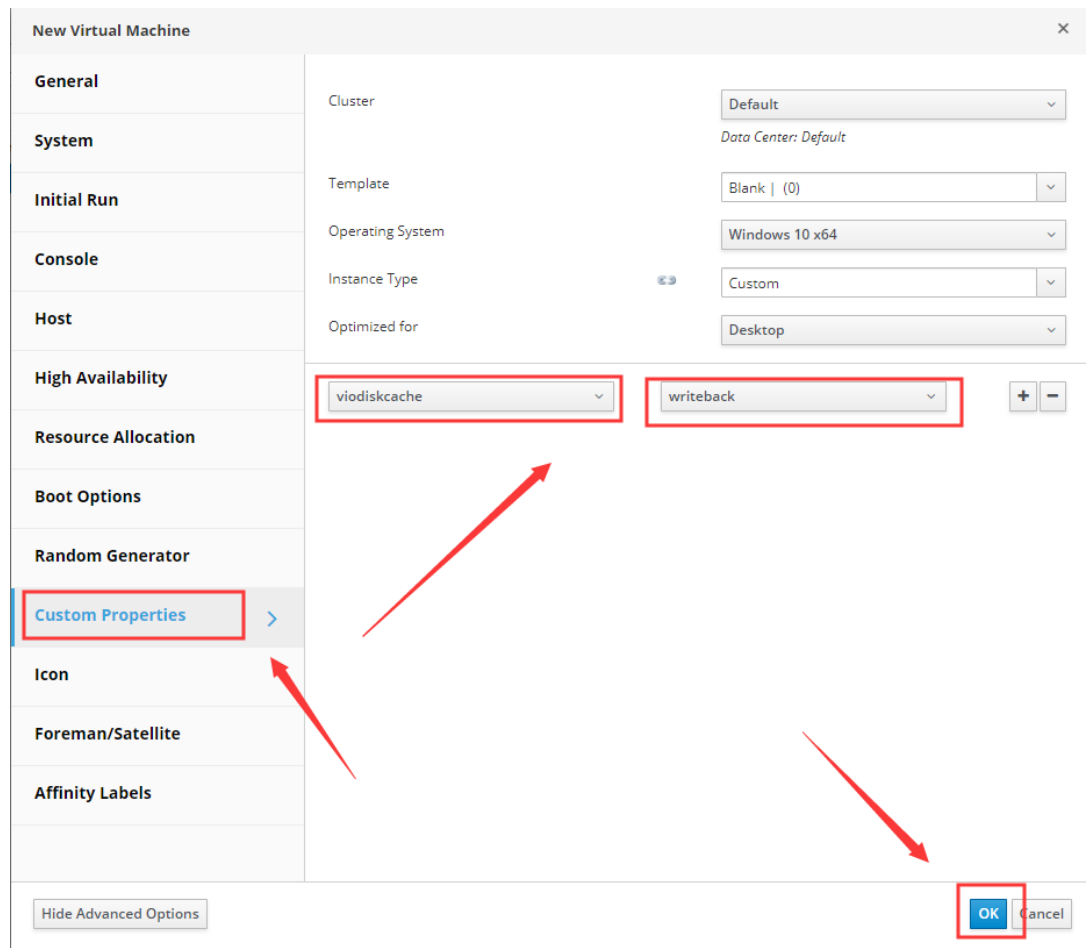 New Virtual Machine
General
System
Initial Run
Console
Host
High Availability
Resource Allocation
Boot Options
Random Generator
Custom Properties
Icon
Foreman/Satellite
Affinity Labels
Cluster
Default
Data Center: Default
Template
Blank | (0)
Operating System
Windows 10 x64
Instance Type
Custom
Optimized for
Desktop
viodiskcache
writeback
Hide Advanced Options
OK
Cancel